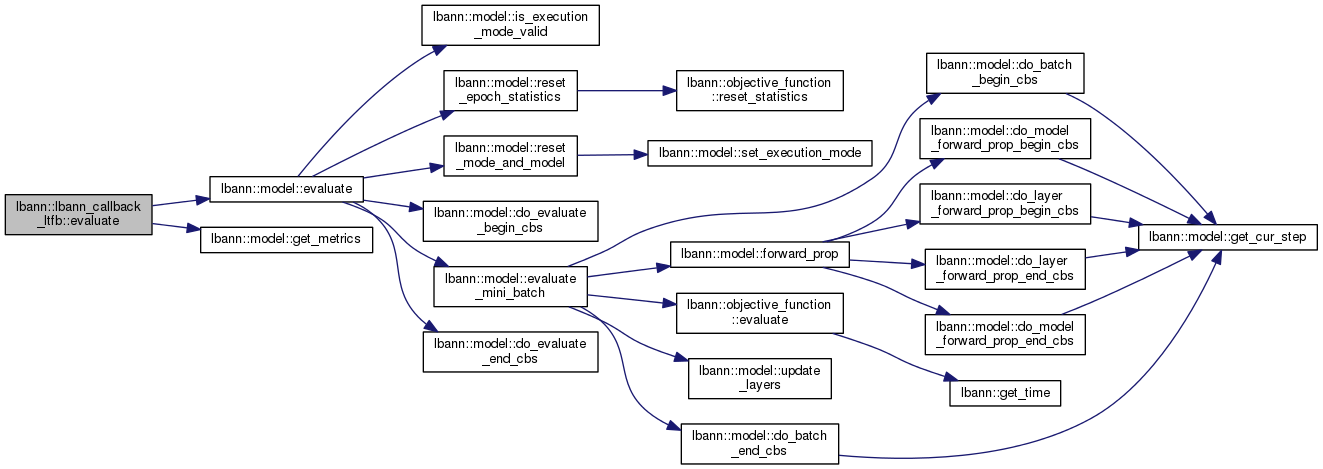 lbann::lbann_callback
_ltfb::evaluate
lbann::model::evaluate
lbann::model::get_metrics
lbann::model::is_execution
_mode_valid
lbann::model::reset
_epoch_statistics
lbann::model::reset
_mode_and_model
lbann::model::do_evaluate
_begin_cbs
lbann::model::evaluate
_mini_batch
lbann::model::do_evaluate
_end_cbs
lbann::objective_function
::reset_statistics
lbann::model::set_execution_mode
lbann::model::forward_prop
lbann::objective_function
::evaluate
lbann::model::update
_layers
lbann::model::do_batch
_end_cbs
lbann::model::do_batch
_begin_cbs
lbann::model::do_model
_forward_prop_begin_cbs
lbann::model::do_layer
_forward_prop_begin_cbs
lbann::model::do_layer
_forward_prop_end_cbs
lbann::model::do_model
_forward_prop_end_cbs
lbann::get_time
lbann::model::get_cur_step